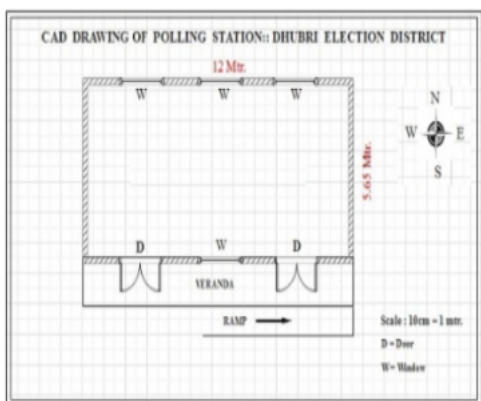 CAD DRAWING OF POLLING STATION:: DHUBRI ELECTION DISTRICT
12 Mtr.
W W W
N
W E
S
5.65 Mtr.
D W D
VERANDA
RAMP
Scale : 10cm = 1 mtr.
D = Door
W= Window